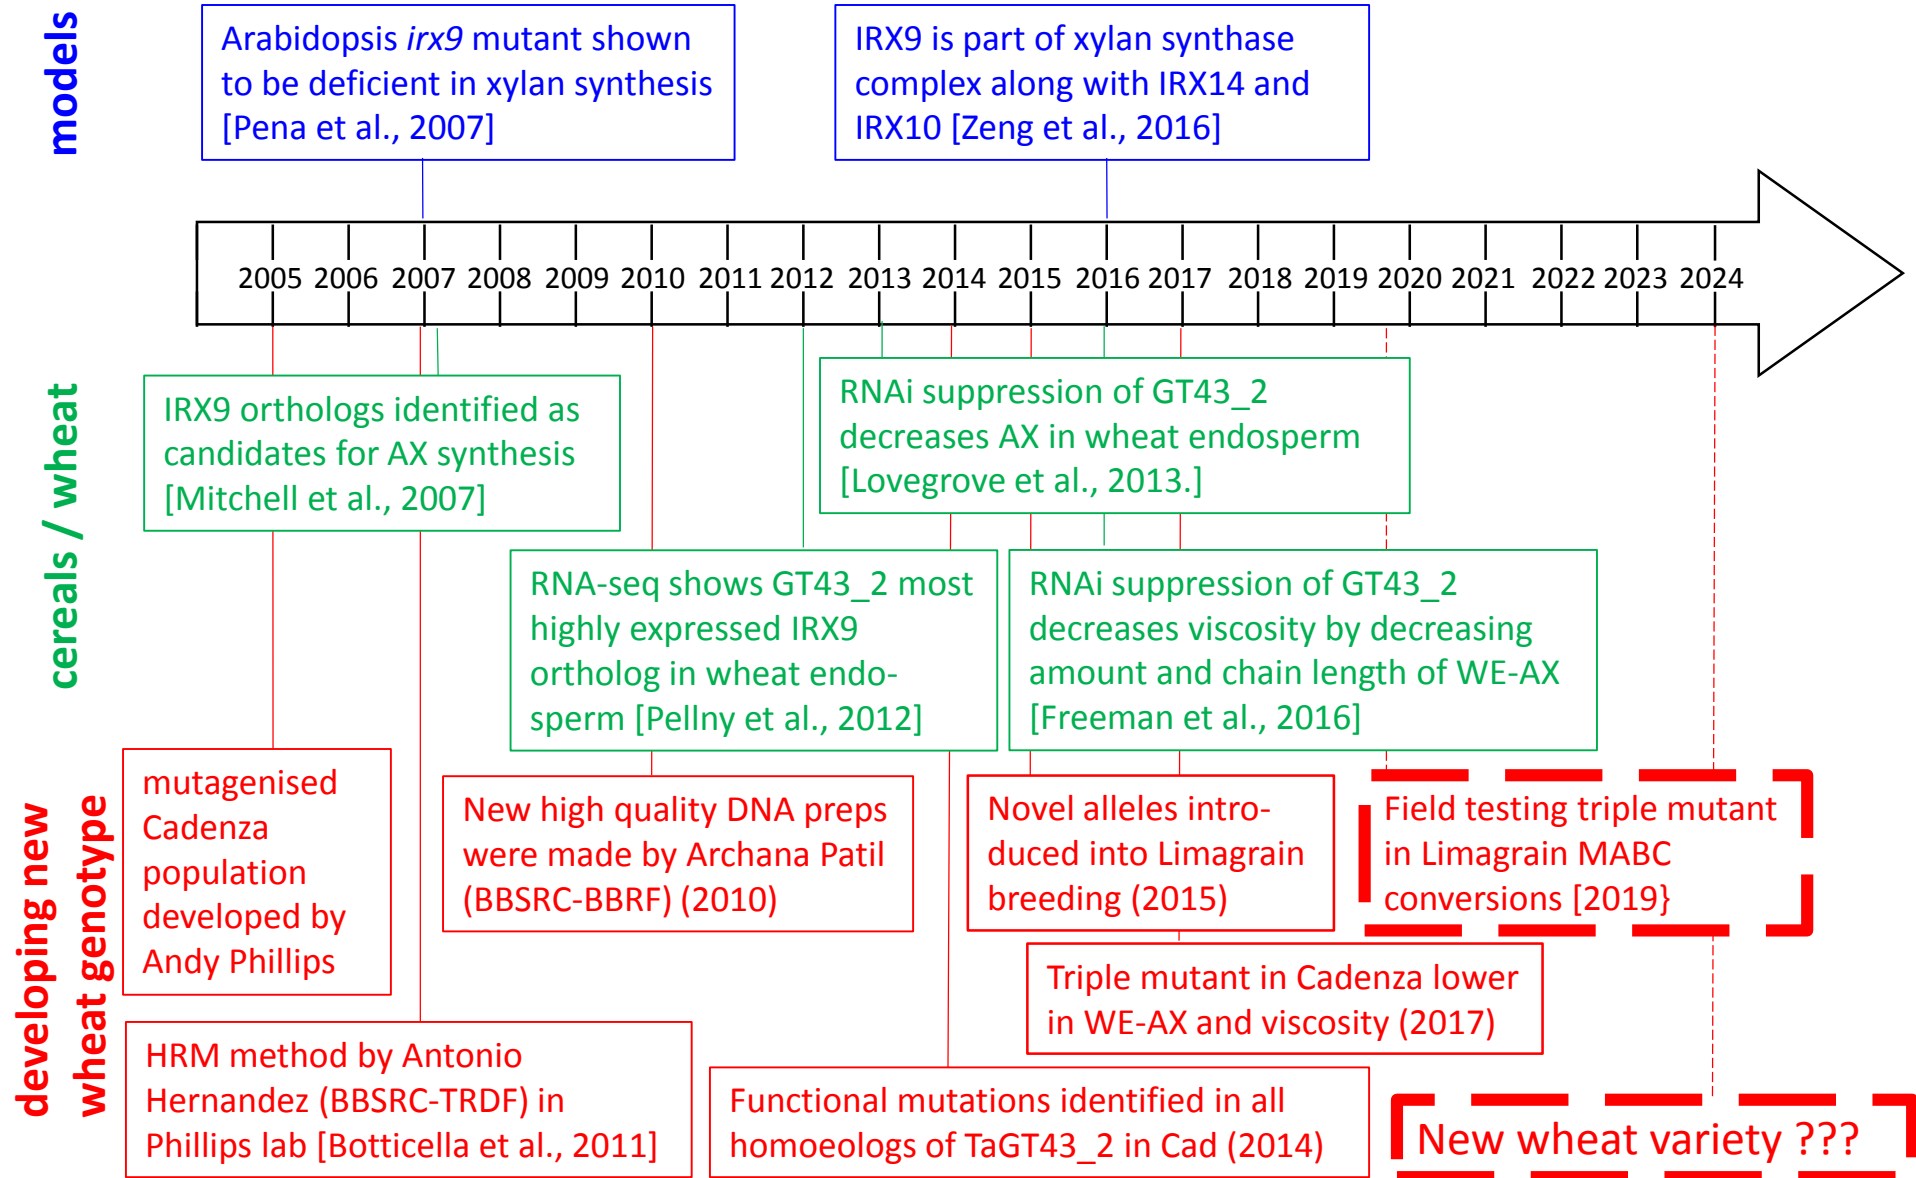 models
Arabidopsis irx9 mutant shown
to be deficient in xylan synthesis
[Pena et al., 2007]
IRX9 is part of xylan synthase
complex along with IRX14 and
IRX10 [Zeng et al., 2016]
2005 2006 2007 2008 2009 2010 2011 2012 2013 2014 2015 2016 2017 2018 2019 2020 2021 2022 2023 2024
cereals / wheat
IRX9 orthologs identified as
candidates for AX synthesis
[Mitchell et al., 2007]
RNAi suppression of GT43_2
decreases AX in wheat endosperm
[Lovegrove et al., 2013.]
RNA-seq shows GT43_2 most
highly expressed IRX9
ortholog in wheat endo-
sperm [Pellny et al., 2012]
RNAi suppression of GT43_2
decreases viscosity by decreasing
amount and chain length of WE-AX
[Freeman et al., 2016]
developing new
wheat genotype
mutagenised
Cadenza
population
developed by
Andy Phillips
New high quality DNA preps
were made by Archana Patil
(BBSRC-BBRF) (2010)
Novel alleles intro-
duced into Limagrain
breeding (2015)
Field testing triple mutant
in Limagrain MABC
conversions [2019}
Triple mutant in Cadenza lower
in WE-AX and viscosity (2017)
HRM method by Antonio
Hernandez (BBSRC-TRDF) in
Phillips lab [Botticella et al., 2011]
Functional mutations identified in all
homoeologs of TaGT43_2 in Cad (2014)
New wheat variety ???